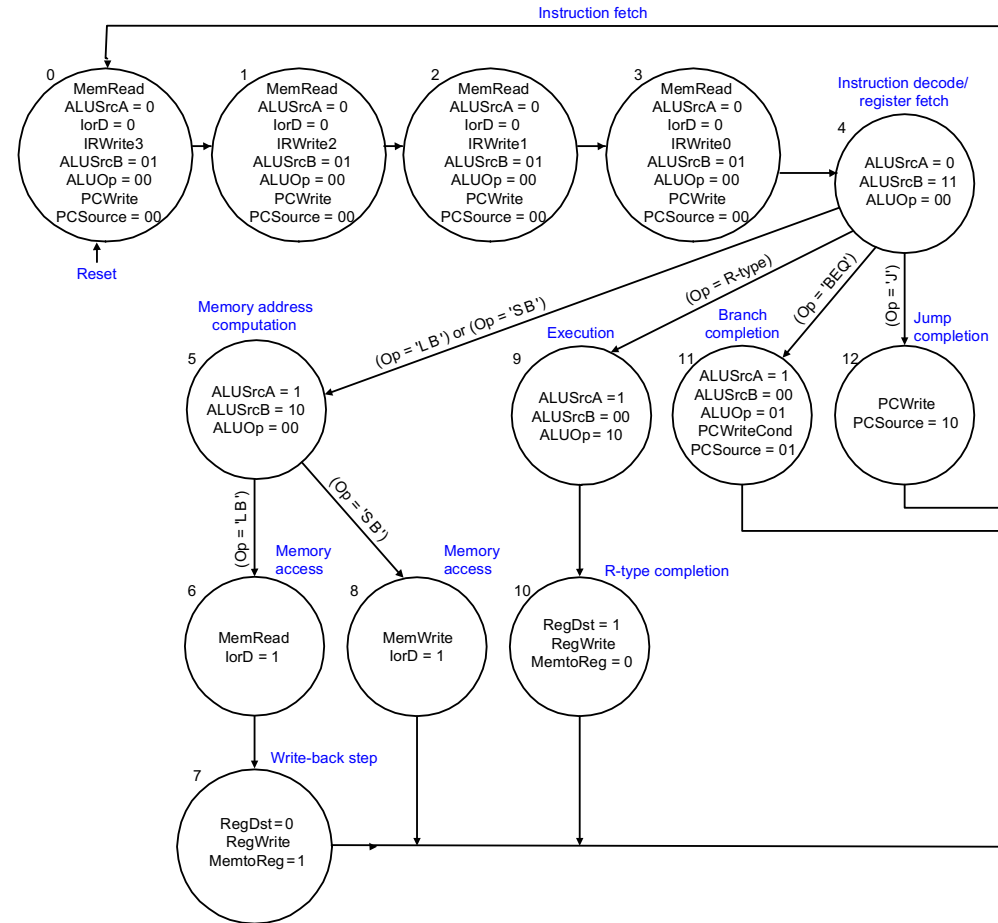 Instruction fetch
0
MemRead
ALUSrcA = 0
IorD = 0
IRWrite3
ALUSrcB = 01
ALUOp = 00
PCWrite
PCSource = 00
Reset
1
MemRead
ALUSrcA = 0
IorD = 0
IRWrite2
ALUSrcB = 01
ALUOp = 00
PCWrite
PCSource = 00
2
MemRead
ALUSrcA = 0
IorD = 0
IRWrite1
ALUSrcB = 01
ALUOp = 00
PCWrite
PCSource = 00
3
MemRead
ALUSrcA = 0
IorD = 0
IRWrite0
ALUSrcB = 01
ALUOp = 00
PCWrite
PCSource = 00
Instruction decode/
register fetch
4
ALUSrcA = 0
ALUSrcB = 11
ALUOp = 00
(Op = 'LB') or (Op = 'SB')
(Op = R-type)
(Op = 'BEQ')
(Op = 'J')
Memory address
computation
5
ALUSrcA = 1
ALUSrcB = 10
ALUOp = 00
Execution
9
ALUSrcA =1
ALUSrcB = 00
ALUOp= 10
Branch
completion
11
ALUSrcA = 1
ALUSrcB = 00
ALUOp = 01
PCWriteCond
PCSource = 01
Jump
completion
12
PCWrite
PCSource = 10
(Op = 'LB')
(Op = 'SB')
Memory
access
6
MemRead
IorD = 1
Memory
access
8
MemWrite
IorD = 1
R-type completion
10
RegDst = 1
RegWrite
MemtoReg = 0
Write-back step
7
RegDst=0
RegWrite
MemtoReg=1